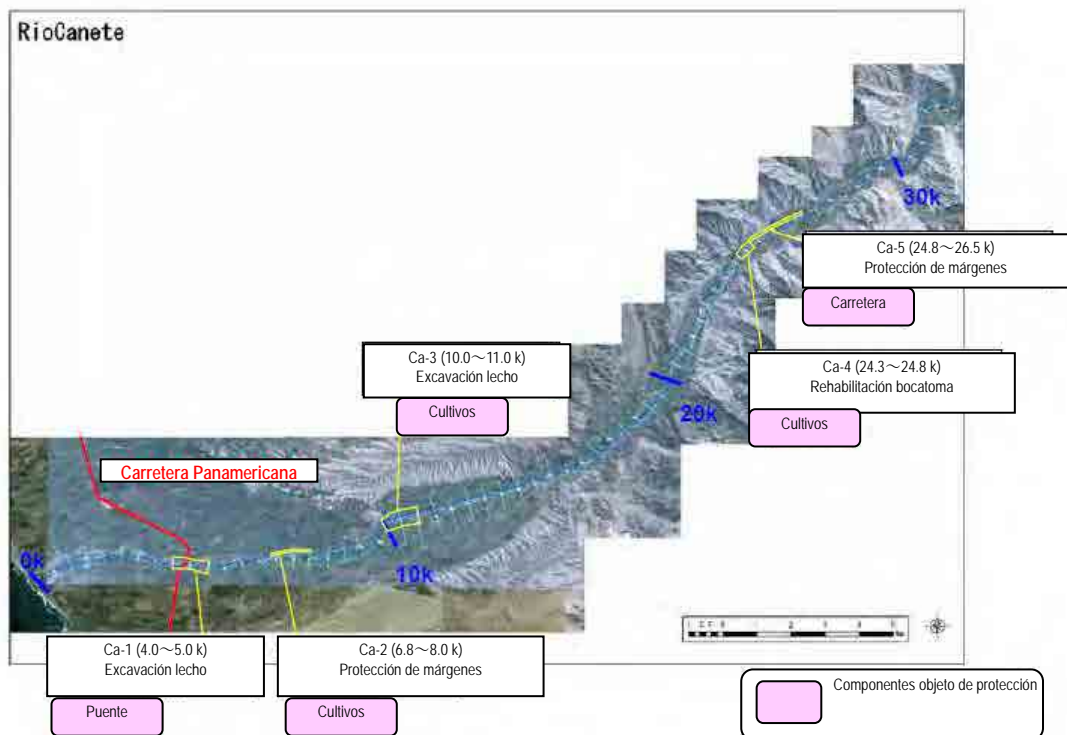 RioCanete
30k
Ca-5 (24.8～26.5 k)
Protección de márgenes
Carretera
Ca-3 (10.0～11.0 k)
Excavación lecho
Cultivos
Ca-4 (24.3～24.8 k)
Rehabilitación bocatoma
Cultivos
20k
Carretera Panamericana
0k
10k
Ca-1 (4.0～5.0 k)
Excavación lecho
Puente
Ca-2 (6.8～8.0 k)
Protección de márgenes
Cultivos
Componentes objeto de protección